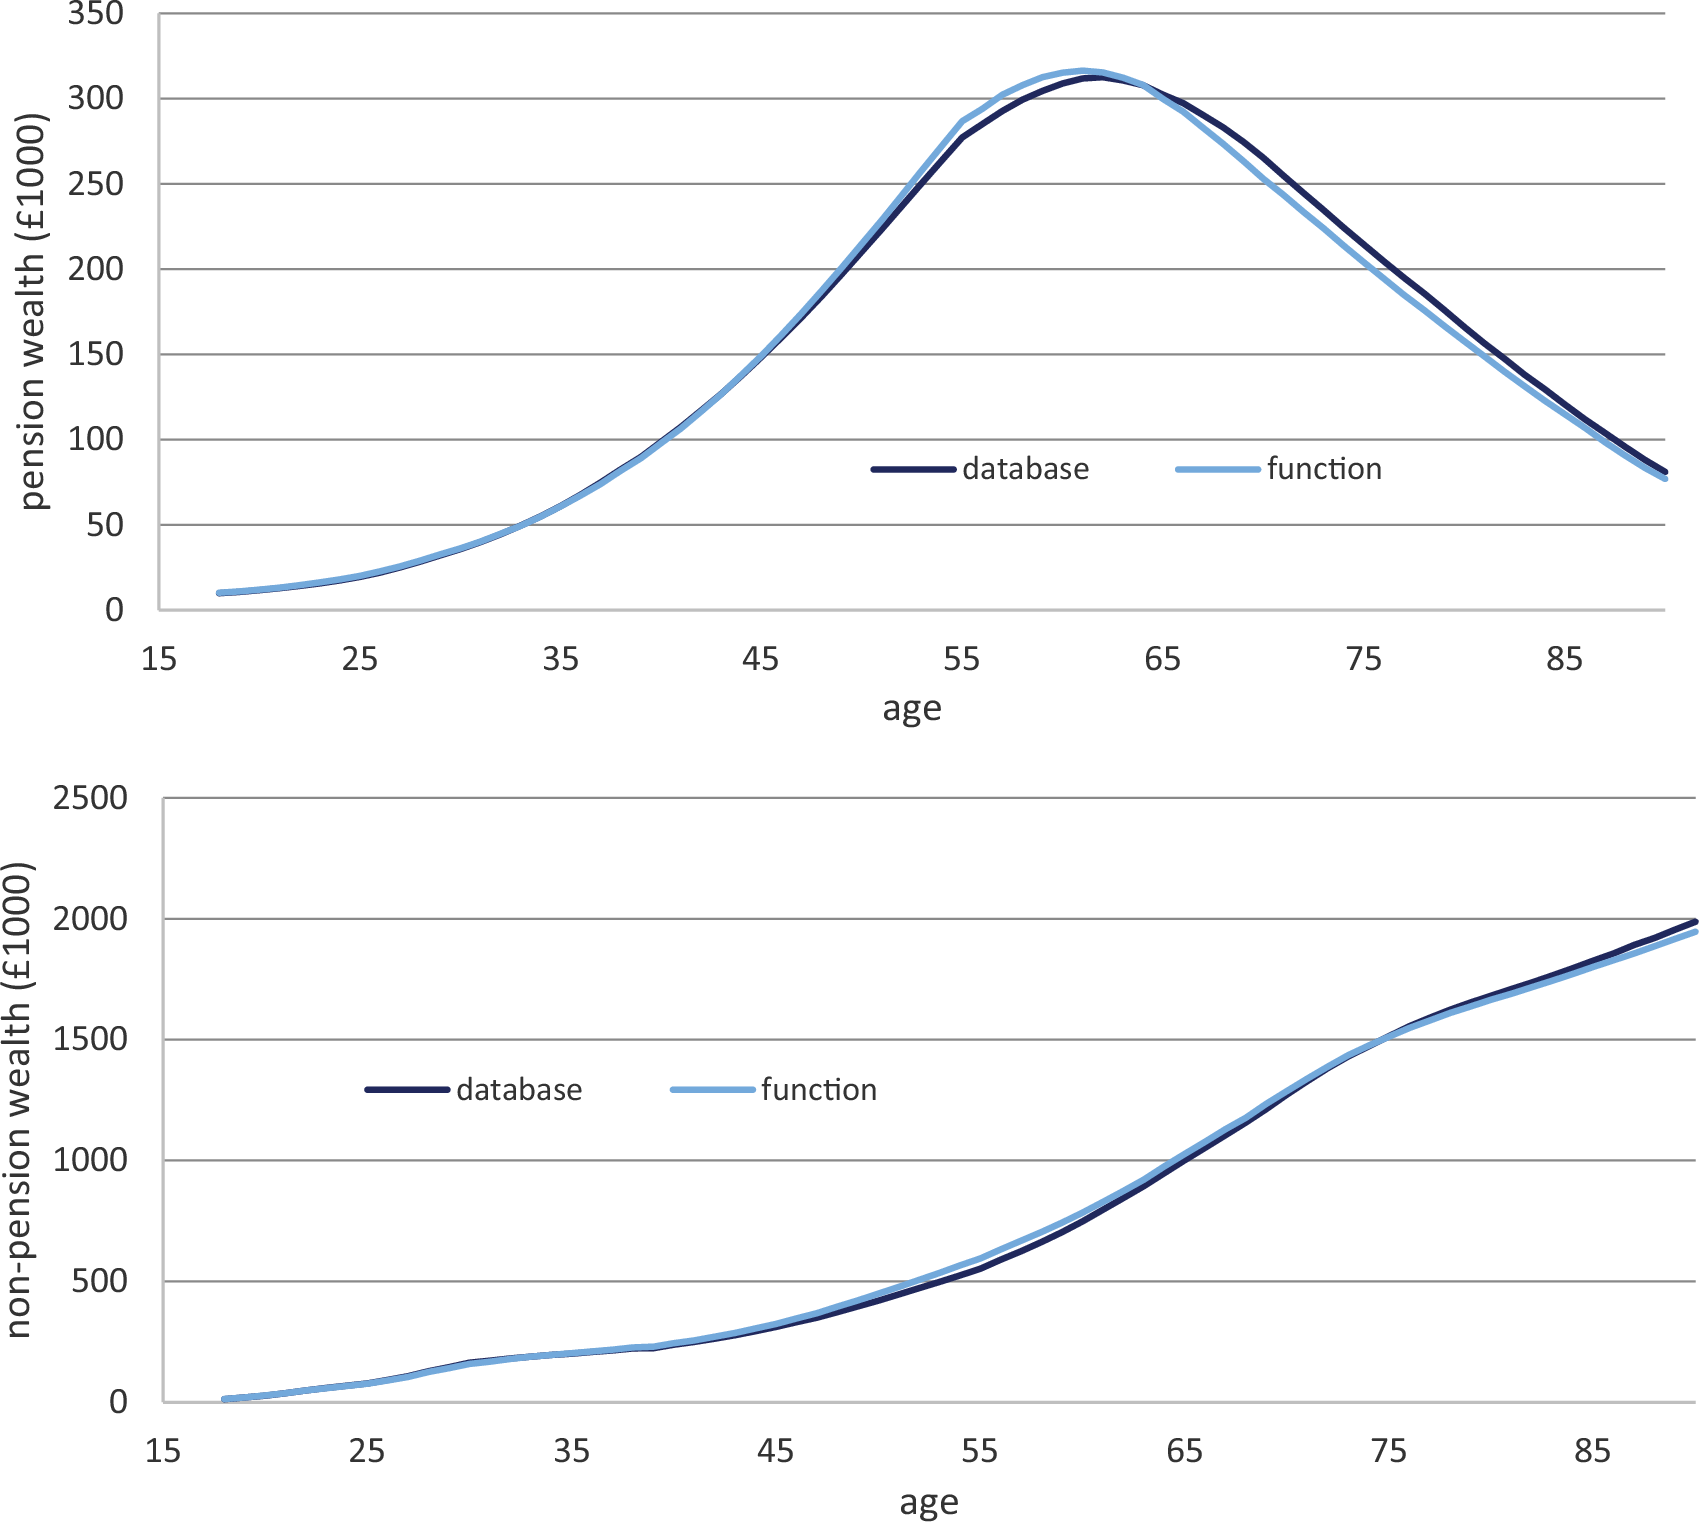 350
300
250
200
150
100
50
0
pension wealth (£1000)
database function
15 25 35 45 55 65 75 85
age
2500
2000
1500
1000
500
0
non-pension wealth (£1000)
database function
15 25 35 45 55 65 75 85
age